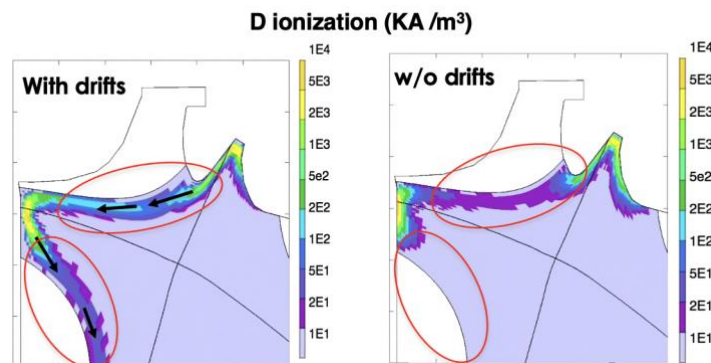 D ionization (KA /m³)
With drifts
1E4
5E3
2E3
1E3
5e2
2E2
1E2
5E1
2E1
1E1
w/o drifts
1E4
5E3
2E3
1E3
5e2
2E2
1E2
5E1
2E1
1E1